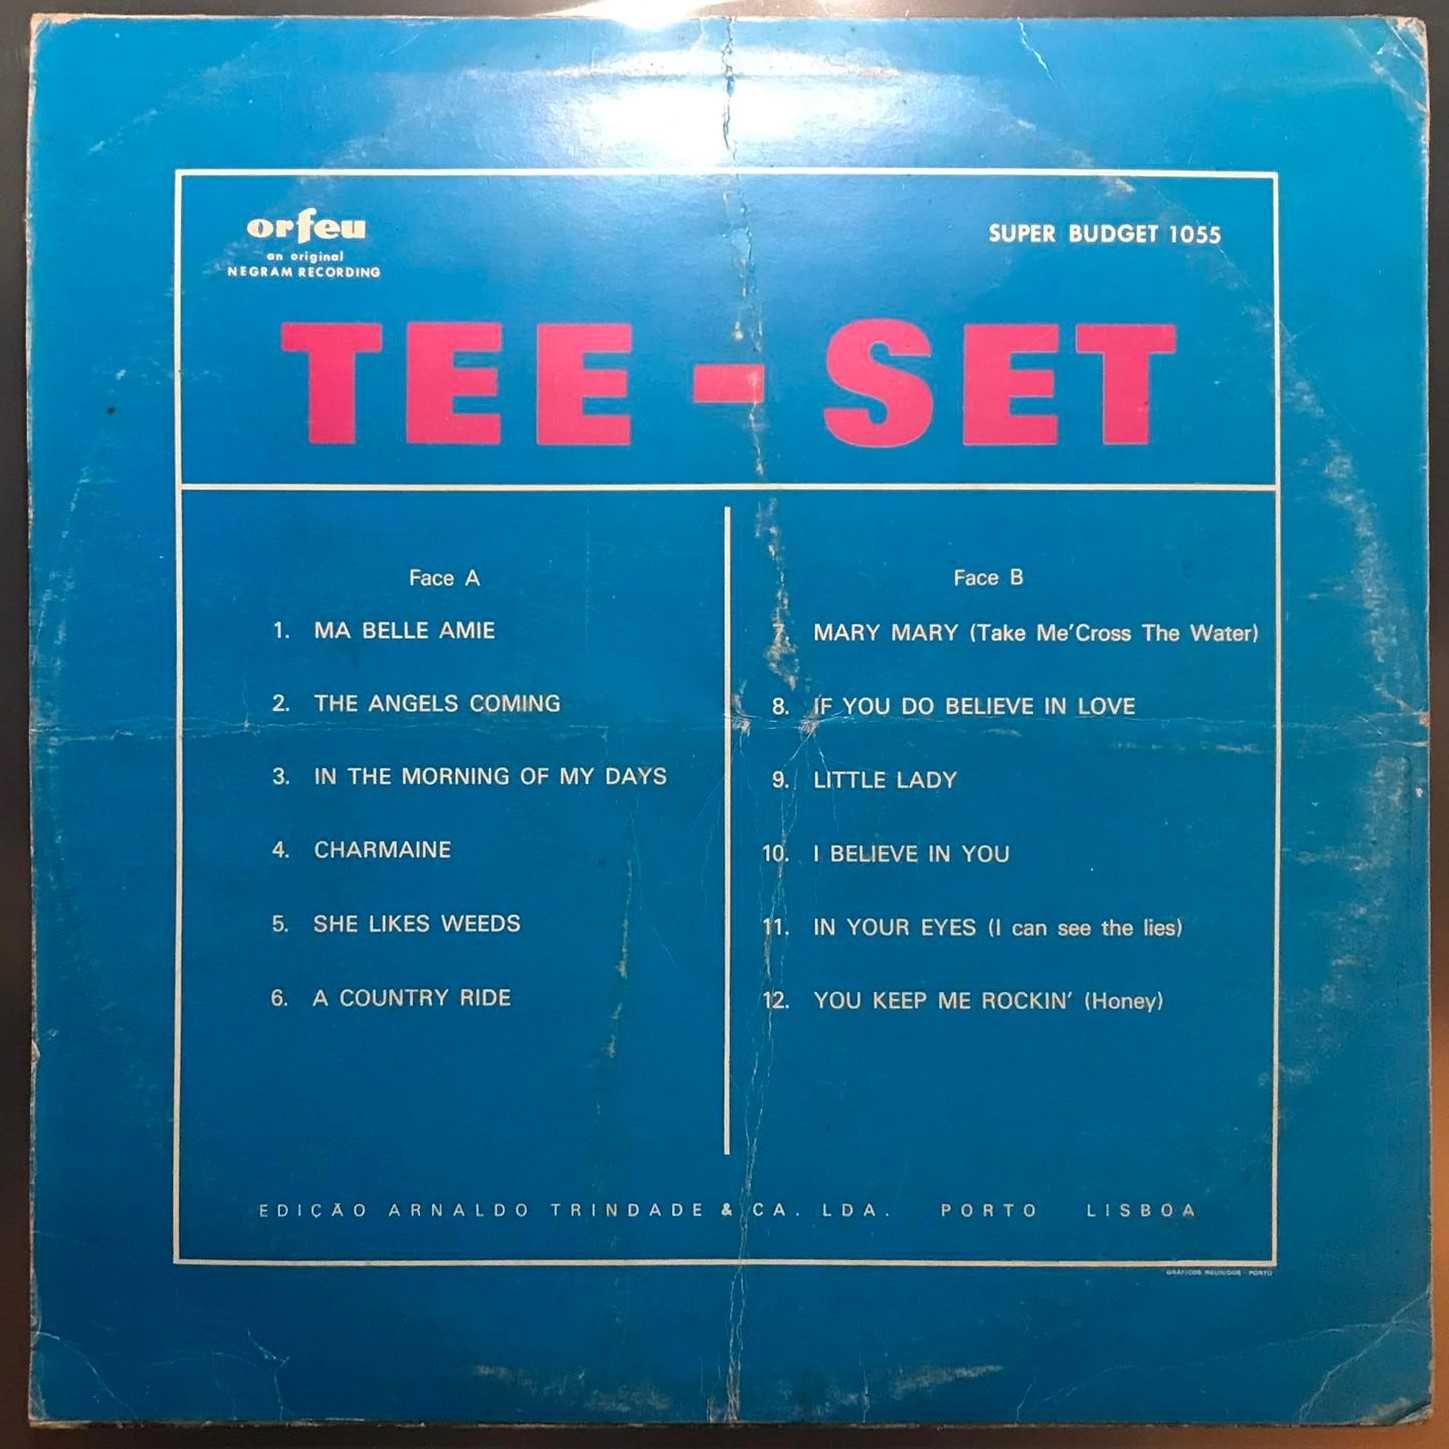 orfeu
an original
NEGRAM RECORDING
SUPER BUDGET 1055
TEE - SET
Face A
1. MA BELLE AMIE
2. THE ANGELS COMING
3. IN THE MORNING OF MY DAYS
4. CHARMAINE
5. SHE LIKES WEEDS
6. A COUNTRY RIDE
Face B
7. MARY MARY (Take Me'Cross The Water)
8. IF YOU DO BELIEVE IN LOVE
9. LITTLE LADY
10. I BELIEVE IN YOU
11. IN YOUR EYES (I can see the lies)
12. YOU KEEP ME ROCKIN' (Honey)
EDIÇÃO ARNALDO TRINDADE & CA. LDA. PORTO LISBOA
GRÁFICOS REUNIDOS - PORTO